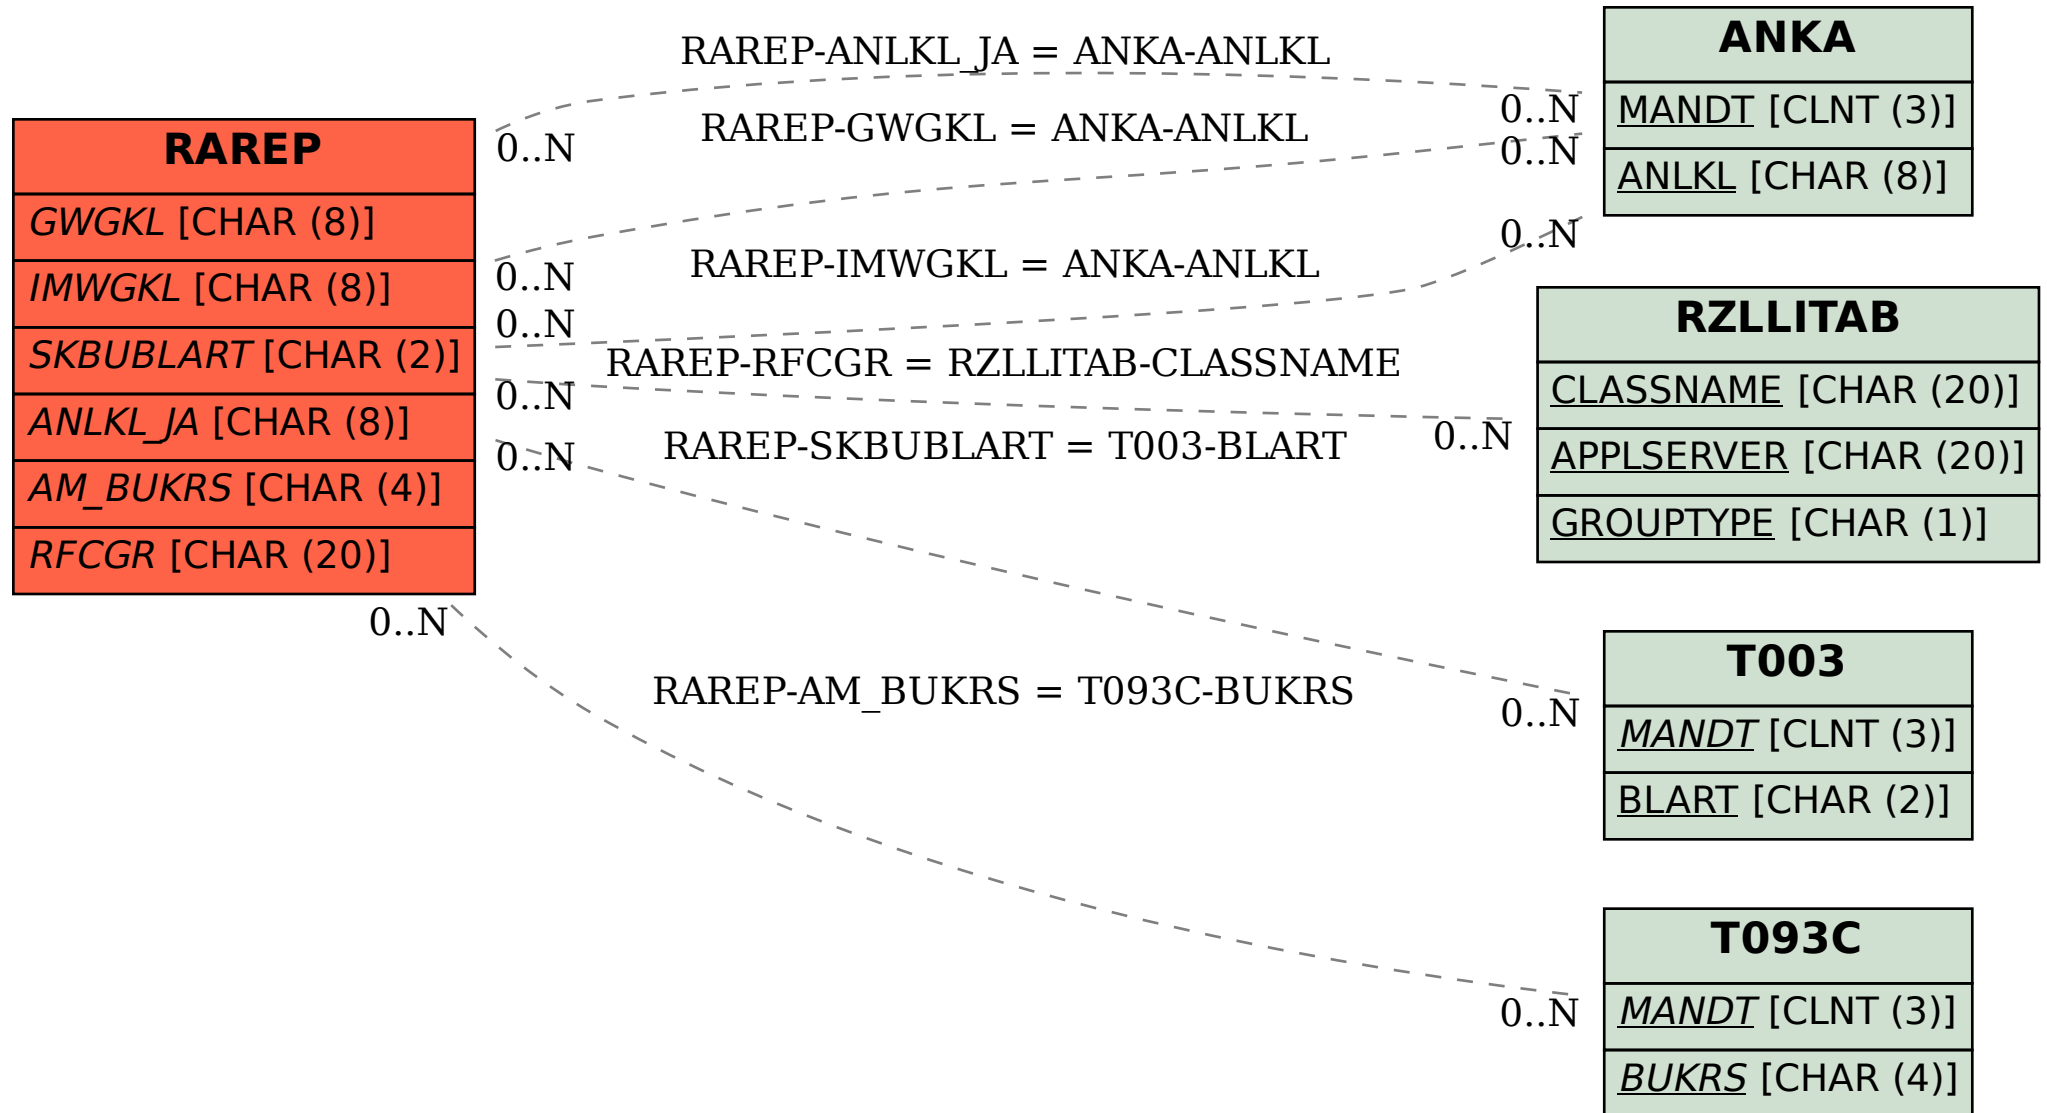 RAREP
GWGKL [CHAR (8)]
IMWGKL [CHAR (8)]
SKBUBLART [CHAR (2)]
ANLKL_JA [CHAR (8)]
AM_BUKRS [CHAR (4)]
RFCGR [CHAR (20)]
RAREP-ANLKL_JA = ANKA-ANLKL
0..N
0..N
RAREP-GWGKL = ANKA-ANLKL
0..N
0..N
RAREP-IMWGKL = ANKA-ANLKL
0..N
0..N
RAREP-RFCGR = RZLLITAB-CLASSNAME
0..N
0..N
RAREP-SKBUBLART = T003-BLART
0..N
0..N
RAREP-AM_BUKRS = T093C-BUKRS
0..N
0..N
ANKA
MANDT [CLNT (3)]
ANLKL [CHAR (8)]
RZLLITAB
CLASSNAME [CHAR (20)]
APPLSERVER [CHAR (20)]
GROUPTYPE [CHAR (1)]
T003
MANDT [CLNT (3)]
BLART [CHAR (2)]
T093C
MANDT [CLNT (3)]
BUKRS [CHAR (4)]